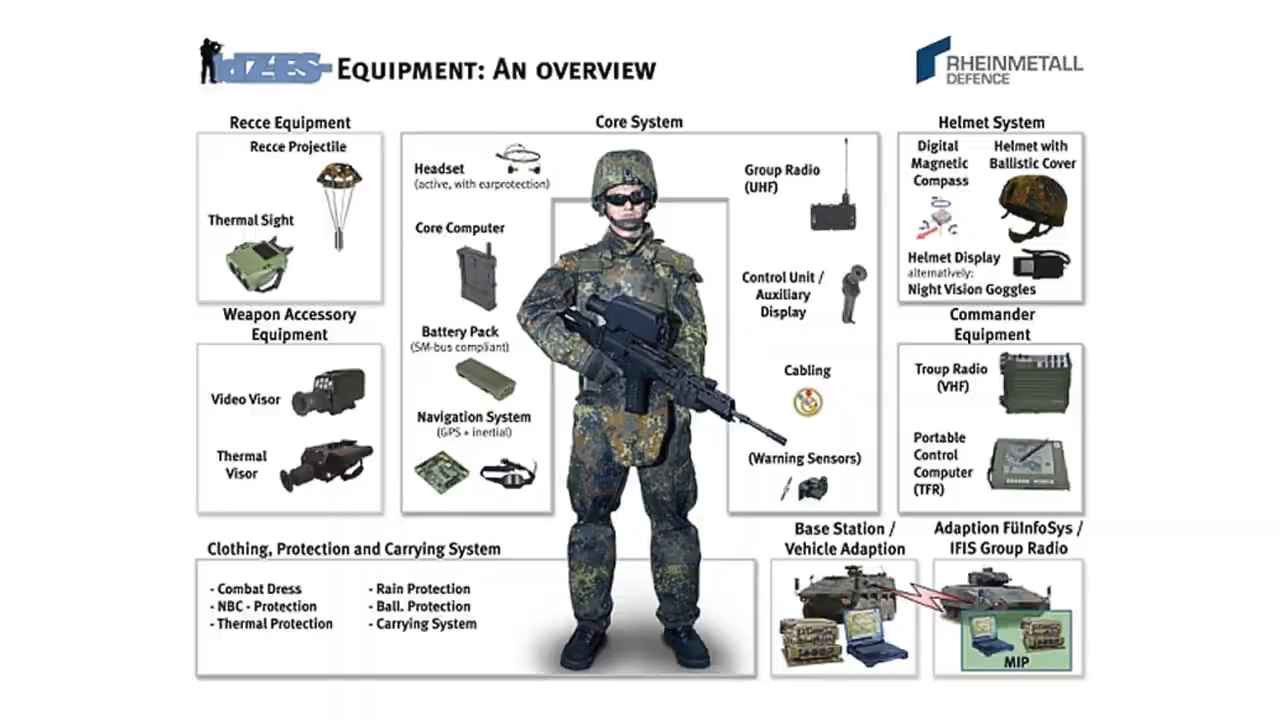 IdZ-ES-
EQUIPMENT: AN OVERVIEW
RHEINMETALL
DEFENCE
Recce Equipment
Recce Projectile
Thermal Sight
Weapon Accessory
Equipment
Video Visor
Thermal
Visor
Core System
Headset
(active, with earprotection)
Core Computer
Battery Pack
(SM-bus compliant)
Navigation System
(GPS + inertial)
Group Radio
(UHF)
Control Unit /
Auxiliary
Display
Cabling
(Warning Sensors)
Helmet System
Digital
Magnetic
Compass
Helmet with
Ballistic Cover
Helmet Display
alternatively:
Night Vision Goggles
Commander
Equipment
Troup Radio
(VHF)
Portable
Control
Computer
(TFR)
Clothing, Protection and Carrying System
- Combat Dress
- NBC - Protection
- Thermal Protection
- Rain Protection
- Ball. Protection
- Carrying System
Base Station /
Vehicle Adaption
Adaption FüInfoSys /
IFIS Group Radio
MIP